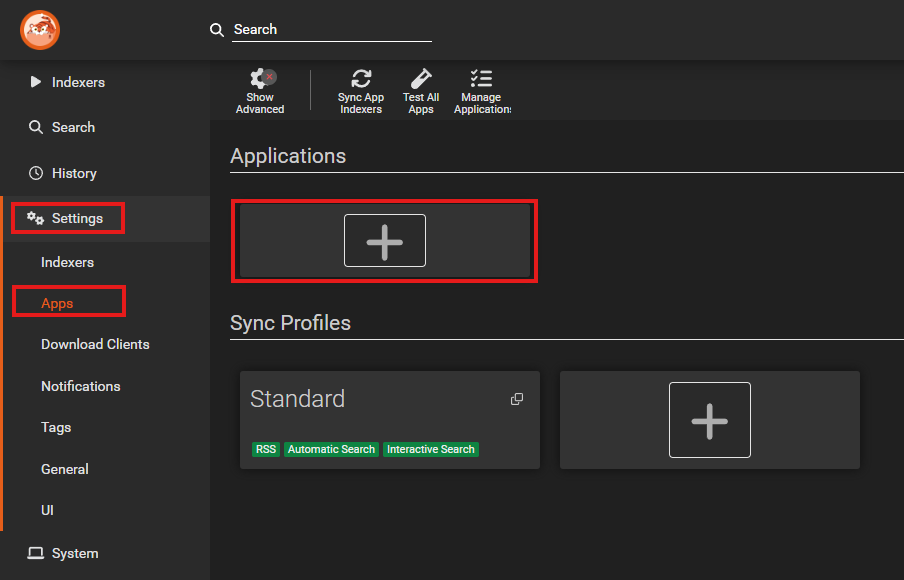 Search
Indexers
Search
History
Settings
Indexers
Apps
Download Clients
Notifications
Tags
General
UI
System
Show
Advanced
Sync App
Indexers
Test All
Apps
Manage
Applications
Applications
Sync Profiles
Standard
RSS Automatic Search Interactive Search